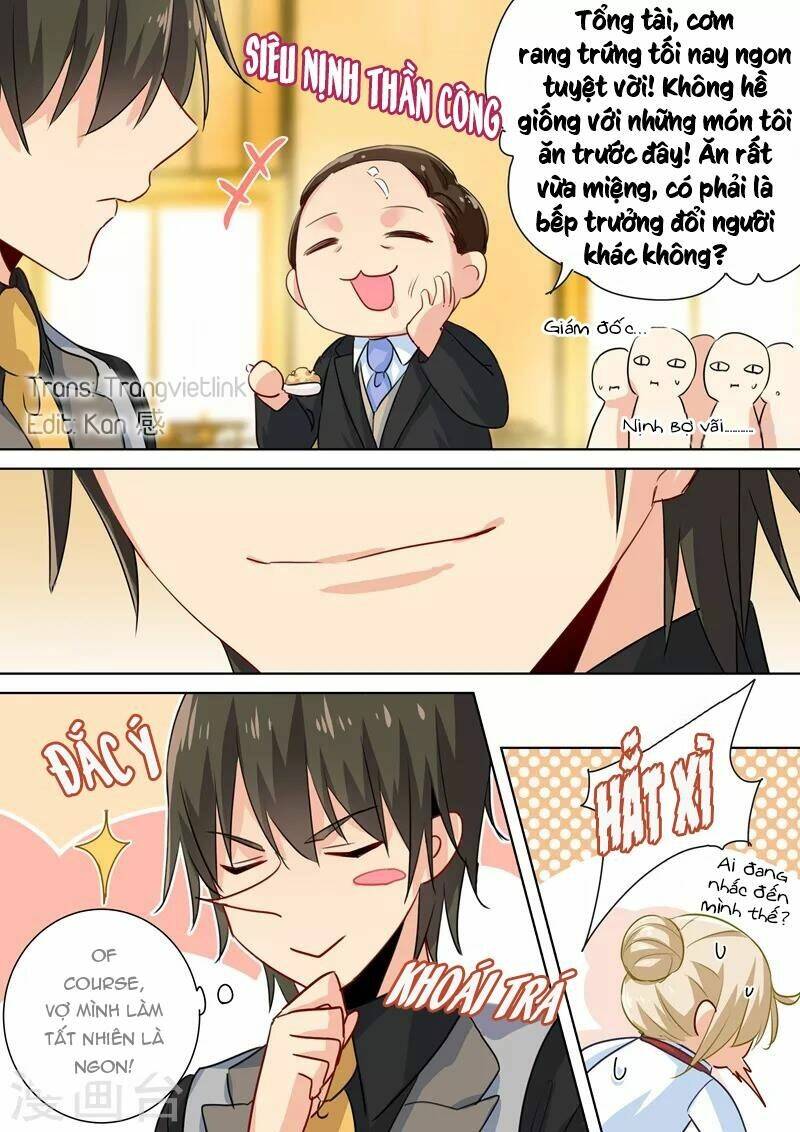 SIÊU NỊNH THẦN CÔNG
Tổng tài, cơm
rang trứng tối nay ngon
tuyệt vời! Không hề
giống với những món tôi
ăn trước đây! Ăn rất
vừa miệng, có phải là
bếp trưởng đổi người
khác không?
Giám đốc...
Trans: Trangvietlink
Edit: Kan 感
Nịnh Bợ vãi..........
ĐẮC Ý
HẮT XÌ
Ai đang
nhắc đến
mình thế?
OF
COURSE,
VỢ MÌNH LÀM
TẤT NHIÊN LÀ
NGON!
KHOÁI TRÁ
漫画台